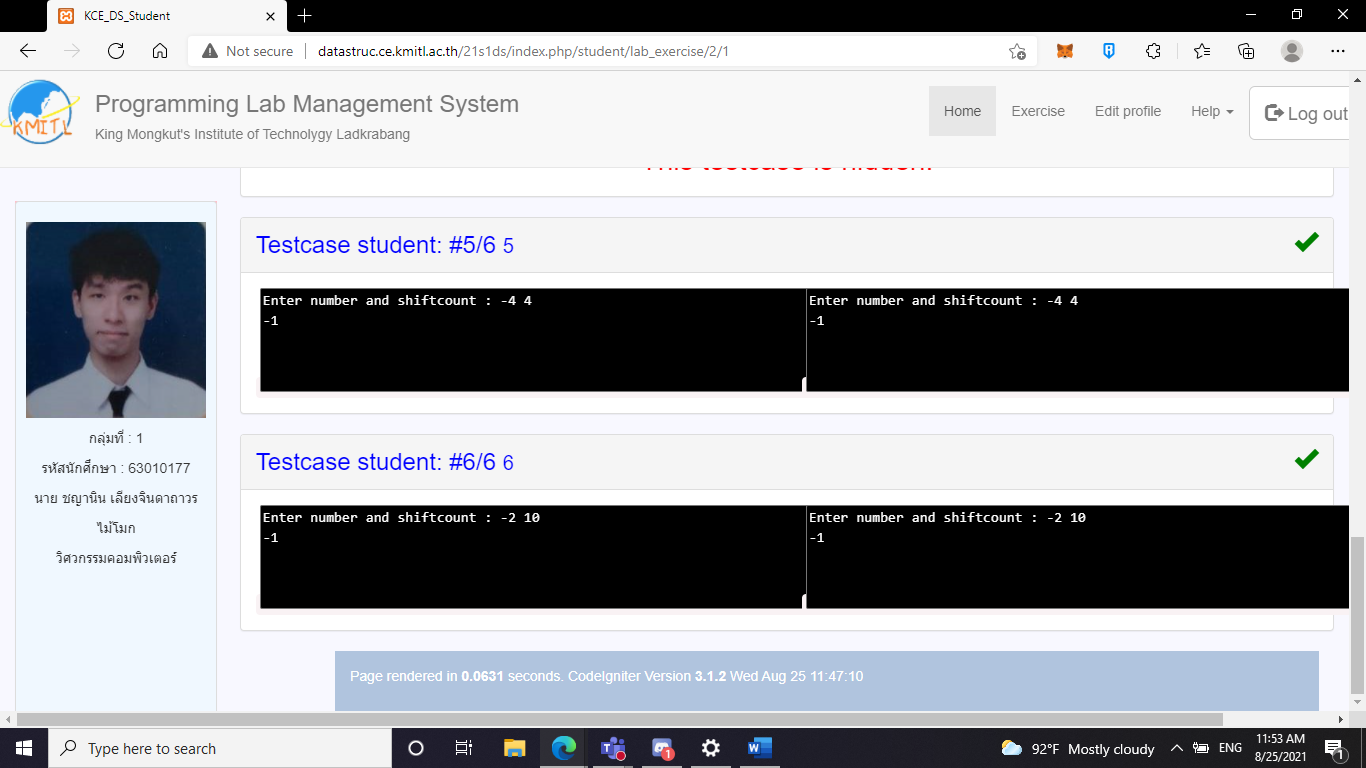 KCE_DS_Student
Not secure
datastruc.ce.kmitl.ac.th/21s1ds/index.php/student/lab_exercise/2/1
KMITL
Programming Lab Management System
King Mongkut's Institute of Technolygy Ladkrabang
Home
Exercise
Edit profile
Help
Log out
This testcase is hidden!
กลุ่มที่ : 1
รหัสนักศึกษา : 63010177
นาย ชญานิน เลียงจินดาถาวร
ไม้โมก
วิศวกรรมคอมพิวเตอร์
Testcase student: #5/6 5
Enter number and shiftcount : -4 4
-1
Enter number and shiftcount : -4 4
-1
Testcase student: #6/6 6
Enter number and shiftcount : -2 10
-1
Enter number and shiftcount : -2 10
-1
Page rendered in 0.0631 seconds. CodeIgniter Version 3.1.2 Wed Aug 25 11:47:10
Type here to search
1
92°F Mostly cloudy
ENG
11:53 AM
8/25/2021
1